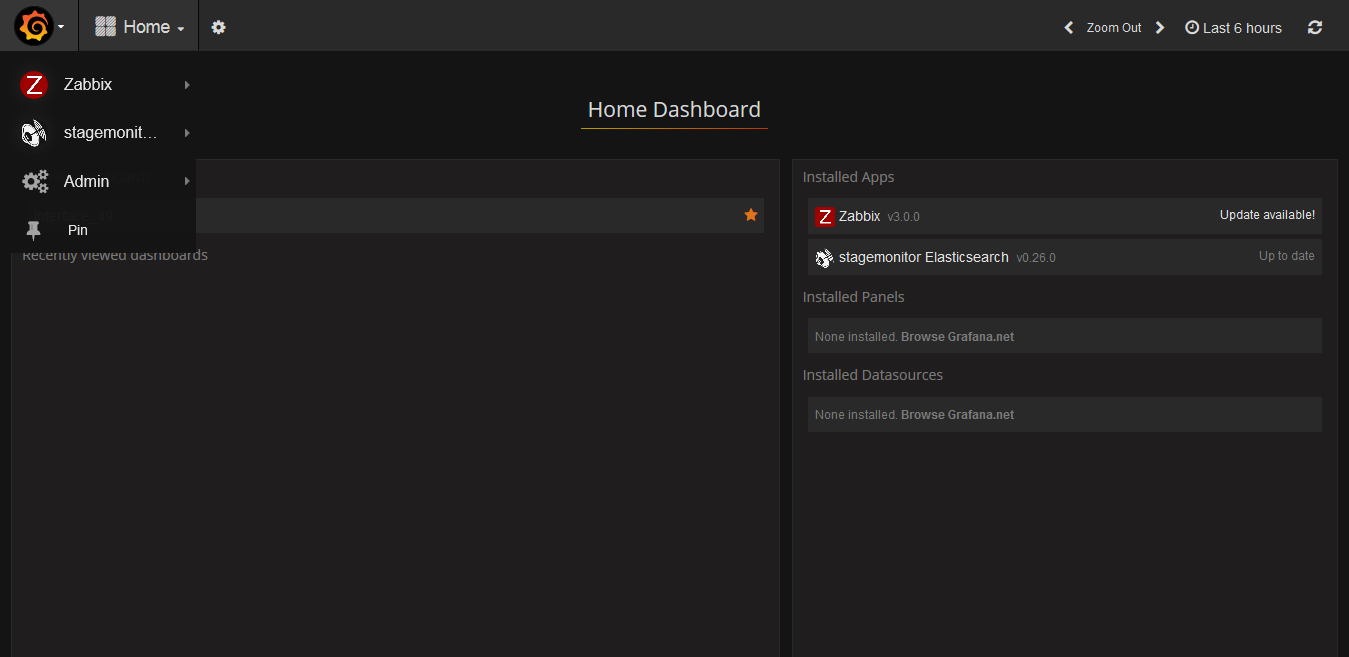 Home
Zoom Out
Last 6 hours
Zabbix
stagemonit...
Admin
Pin
Home Dashboard
Recently viewed dashboards
Installed Apps
Zabbix v3.0.0
Update available!
stagemonitor Elasticsearch v0.26.0
Up to date
Installed Panels
None installed. Browse Grafana.net
Installed Datasources
None installed. Browse Grafana.net